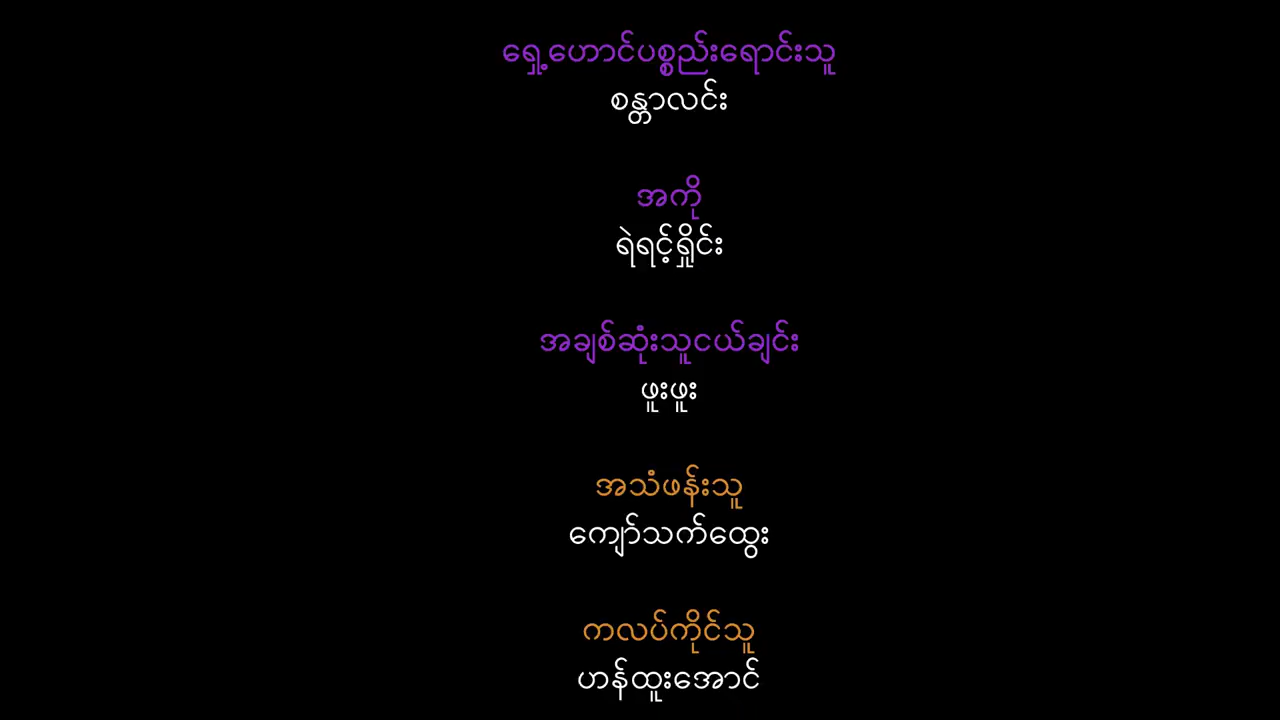 ရှေ့ဟောင်ပစ္စည်းရောင်းသူ
စန္တာလင်း
အကို
ရဲရင့်ရှိုင်း
အချစ်ဆုံးသူငယ်ချင်း
ဖူးဖူး
အသံဖန်းသူ
ကျော်သက်ထွေး
ကလပ်ကိုင်သူ
ဟန်ထူးအောင်